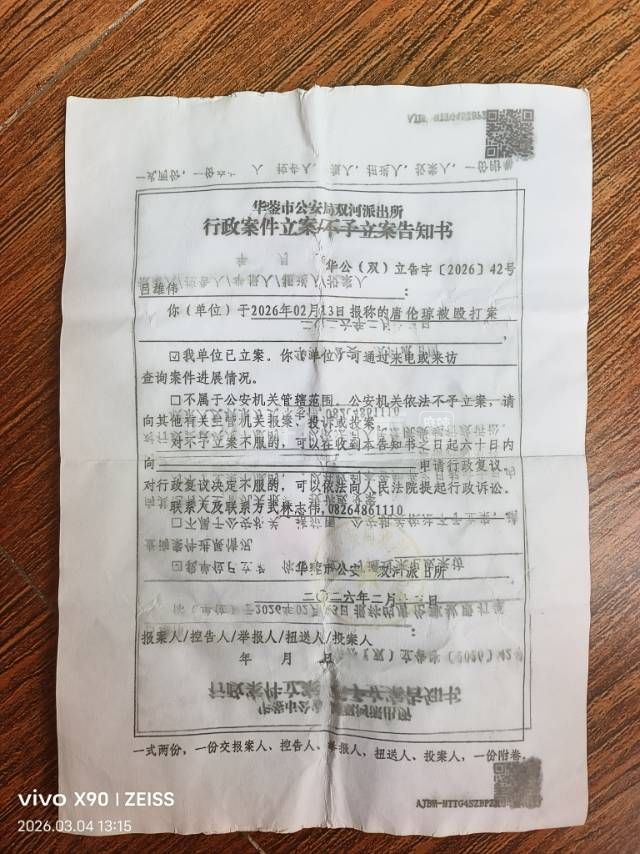 华蓥市公安局双河派出所
行政案件立案/不予立案告知书
华公(双)立告字〔2026〕42号
吕雄伟:
你(单位)于2026年02月13日报称的唐伦琼被殴打案
,
☑我单位已立案。你(单位)可通过来电或来访
查询案件进展情况。
□不属于公安机关管辖范围。公安机关依法不予立案,请
向其他有关主管机关报案、投诉或投案。
对不予立案不服的,可以在收到本告知书之日起六十日内
向 申请行政复议,
对行政复议决定不服的,可以依法向人民法院提起行政诉讼。
联系人及联系方式林志伟,08264861110
华蓥市公安 双河派出所
二〇二六年二月 日
报案人/控告人/举报人/扭送人/投案人
年 月 日
一式两份,一份交报案人、控告人、举报人、扭送人、投案人,一份附卷。
vivo X90 | ZEISS
2026.03.04 13:15